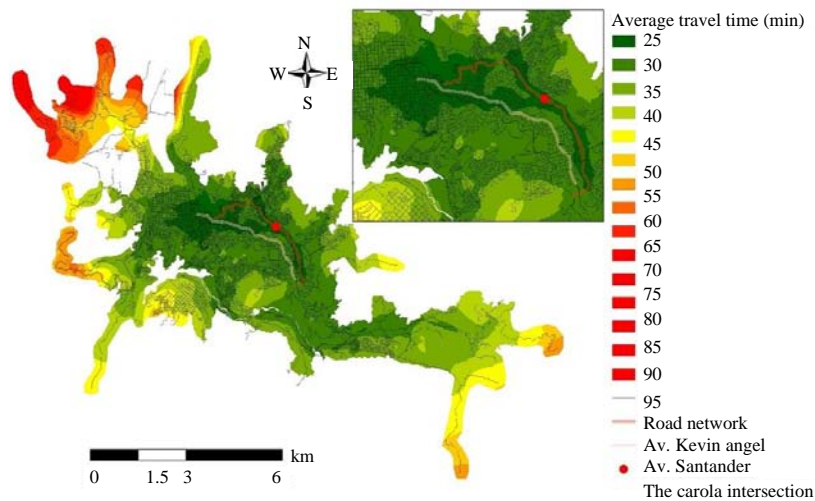 Average travel time (min)
25
30
35
40
45
50
55
60
65
70
75
80
85
90
95
Road network
Av. Kevin angel
Av. Santander
The carola intersection
N
W E
S
km
0 1.5 3 6